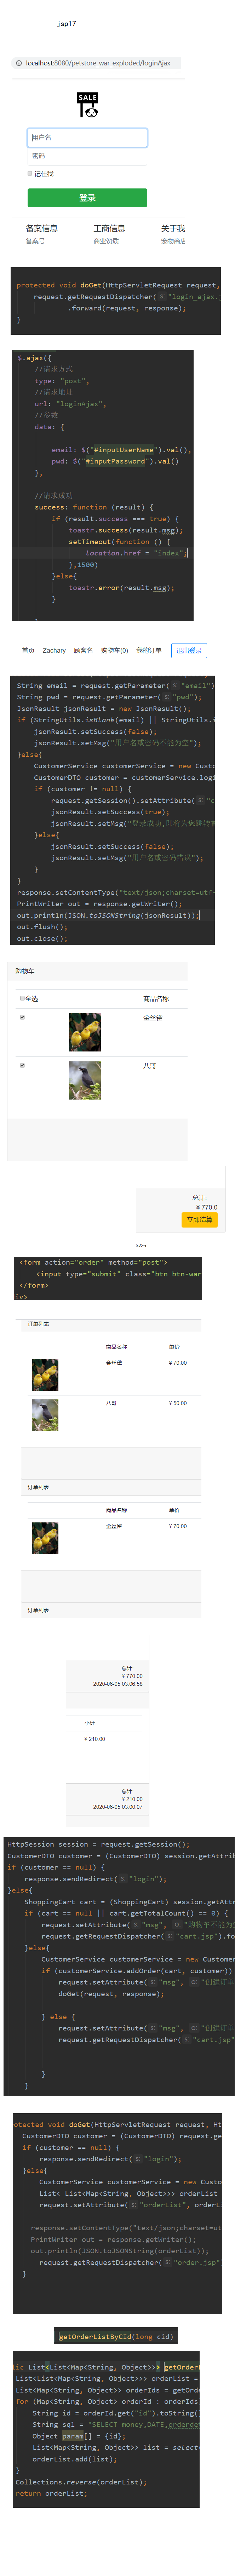 jsp17
localhost:8080/petstore_war_exploded/loginAjax
SALE
用户名
密码
记住我
登录
备案信息 工商信息 关于我
备案号 商业资质 宠物商店
protected void doGet(HttpServletRequest request,
request.getRequestDispatcher("login_ajax.j
.forward(request, response);
}
$.ajax({
//请求方式
type: "post",
//请求地址
url: "loginAjax",
//参数
data: {
email: $("#inputUserName").val(),
pwd: $("#inputPassword").val()
},
//请求成功
success: function (result) {
if (result.success === true) {
toastr.success(result.msg);
setTimeout(function () {
location.href = "index";
},1500)
}else{
toastr.error(result.msg);
}
首页 Zachary 顾客名 购物车(0) 我的订单 退出登录
String email = request.getParameter("email")
String pwd = request.getParameter("pwd");
JsonResult jsonResult = new JsonResult();
if (StringUtils.isBlank(email) || StringUtils.
jsonResult.setSuccess(false);
jsonResult.setMsg("用户名或密码不能为空");
}else{
CustomerService customerService = new Custom
CustomerDTO customer = customerService.logi
if (customer != null) {
request.getSession().setAttribute("c
jsonResult.setSuccess(true);
jsonResult.setMsg("登录成功,即将为您跳转
}else{
jsonResult.setSuccess(false);
jsonResult.setMsg("用户名或密码错误");
}
}
response.setContentType("text/json;charset=utf-
PrintWriter out = response.getWriter();
out.println(JSON.toJSONString(jsonResult));
out.flush();
out.close();
购物车
全选 商品名称
金丝雀
八哥
总计:
¥ 770.0
立即结算
<form action="order" method="post">
<input type="submit" class="btn btn-war
</form>
iv>
订单列表
商品名称 单价
金丝雀 ¥ 70.00
八哥 ¥ 50.00
订单列表
商品名称 单价
金丝雀 ¥ 70.00
订单列表
总计:
¥ 770.00
2020-06-05 03:06:58
小计
¥ 210.00
总计:
¥ 210.00
2020-06-05 03:00:07
HttpSession session = request.getSession();
CustomerDTO customer = (CustomerDTO) session.getAttrib
if (customer == null) {
response.sendRedirect("login");
}else{
ShoppingCart cart = (ShoppingCart) session.getAttr
if (cart == null || cart.getTotalCount() == 0) {
request.setAttribute("msg", "购物车不能为
request.getRequestDispatcher("cart.jsp").fo
}else{
CustomerService customerService = new Custome
if (customerService.addOrder(cart, customer))
request.setAttribute("msg", "创建订单
doGet(request, response);
} else {
request.setAttribute("msg", "创建订单
request.getRequestDispatcher("cart.jsp"
}
}
otected void doGet(HttpServletRequest request, Ht
CustomerDTO customer = (CustomerDTO) request.ge
if (customer == null) {
response.sendRedirect("login");
}else{
CustomerService customerService = new Custo
List< List<Map<String, Object>>> orderList
request.setAttribute("orderList", orderLi
response.setContentType("text/json;charset=ut
PrintWriter out = response.getWriter();
out.println(JSON.toJSONString(orderList));
request.getRequestDispatcher("order.jsp")
}
getOrderListByCId(long cid)
lic List<List<Map<String, Object>>> getOrder
List<List<Map<String, Object>>> orderList =
List<Map<String, Object>> orderIds = getOrd
for (Map<String, Object> orderId : orderIds
String id = orderId.get("id").toString(
String sql = "SELECT money,DATE,orderde
Object param[] = {id};
List<Map<String, Object>> list = select
orderList.add(list);
}
Collections.reverse(orderList);
return orderList;